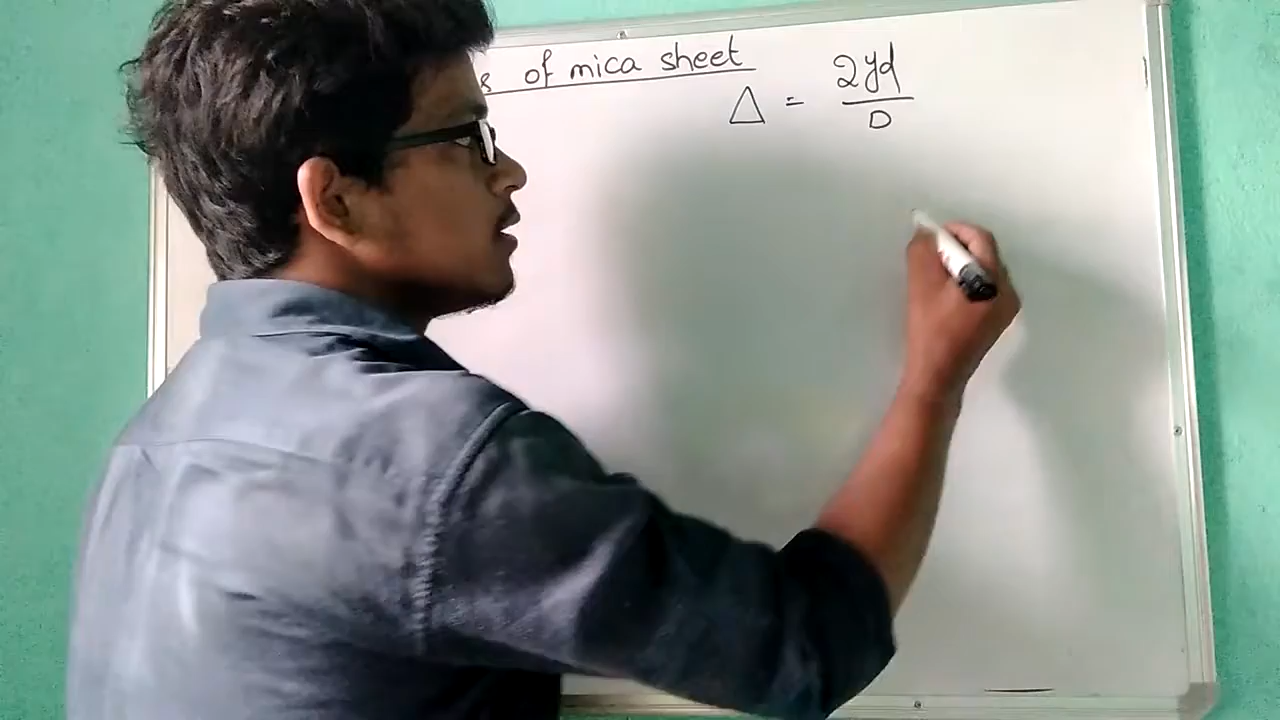 of mica sheet
Δ = 2yd
D